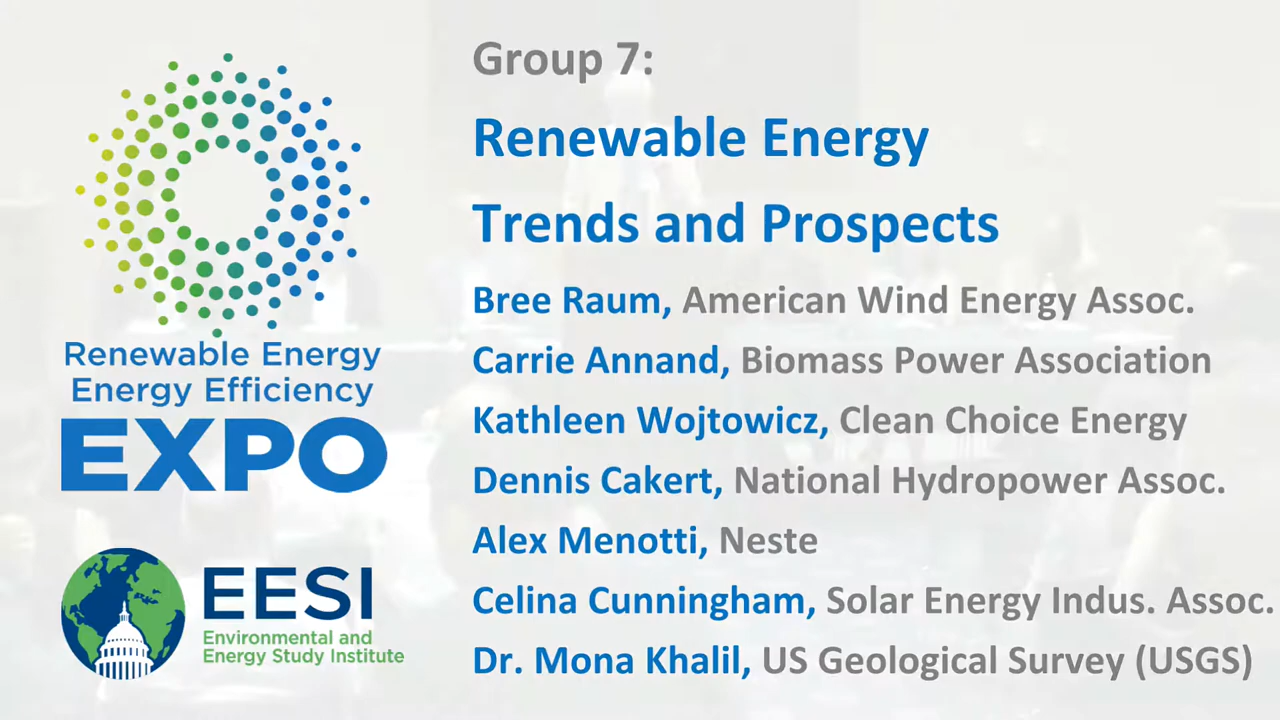 Renewable Energy
Energy Efficiency
EXPO
EESI
Environmental and
Energy Study Institute
Group 7:
Renewable Energy
Trends and Prospects
Bree Raum, American Wind Energy Assoc.
Carrie Annand, Biomass Power Association
Kathleen Wojtowicz, Clean Choice Energy
Dennis Cakert, National Hydropower Assoc.
Alex Menotti, Neste
Celina Cunningham, Solar Energy Indus. Assoc.
Dr. Mona Khalil, US Geological Survey (USGS)